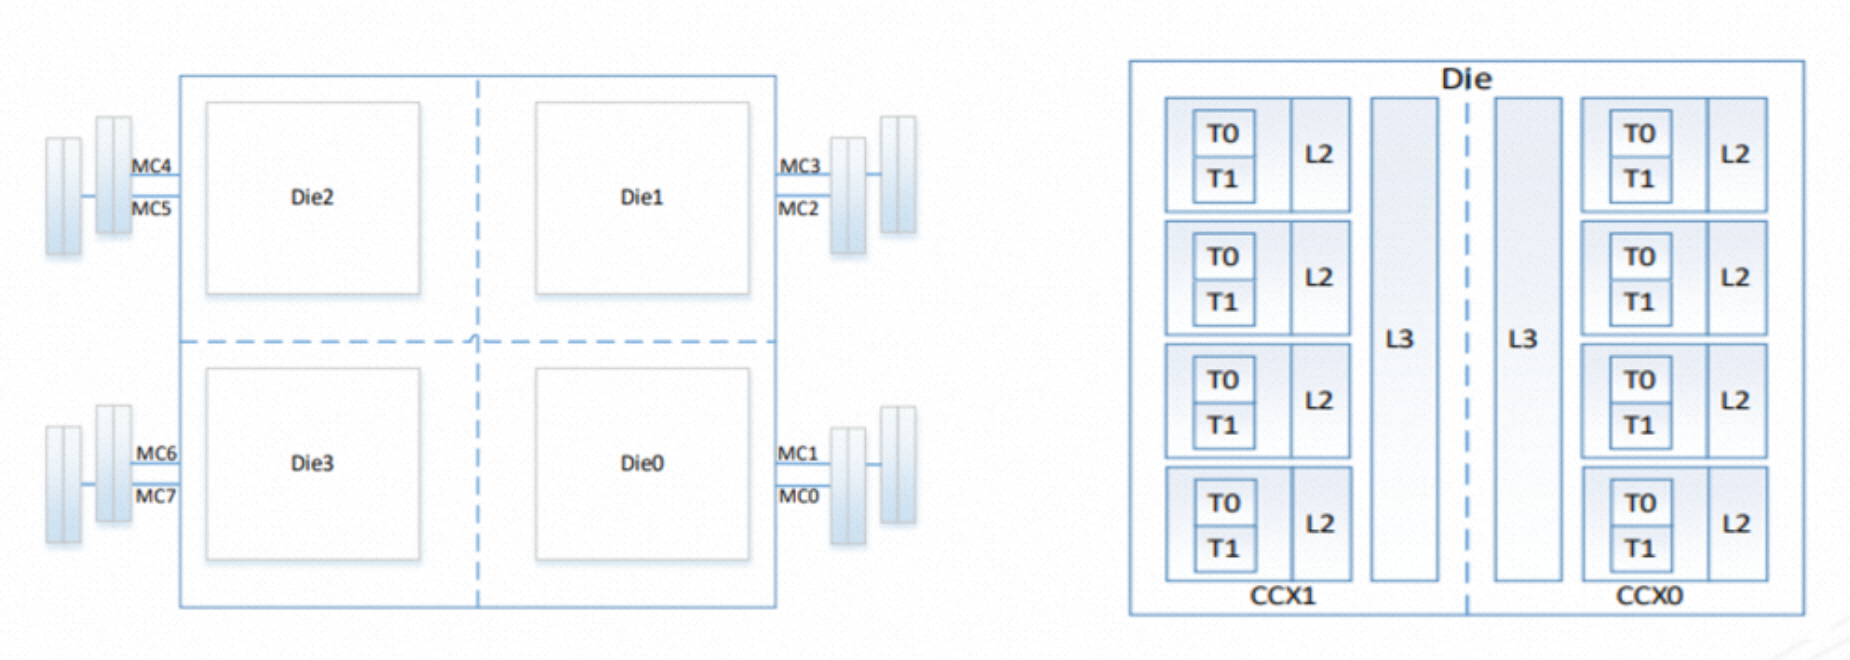 MC4
MC5
Die2
Die1
MC3
MC2
MC6
MC7
Die3
Die0
MC1
MC0
Die
T0
T1
L2
T0
T1
L2
T0
T1
L2
T0
T1
L2
L3
CCX1
L3
T0
T1
L2
T0
T1
L2
T0
T1
L2
T0
T1
L2
CCX0